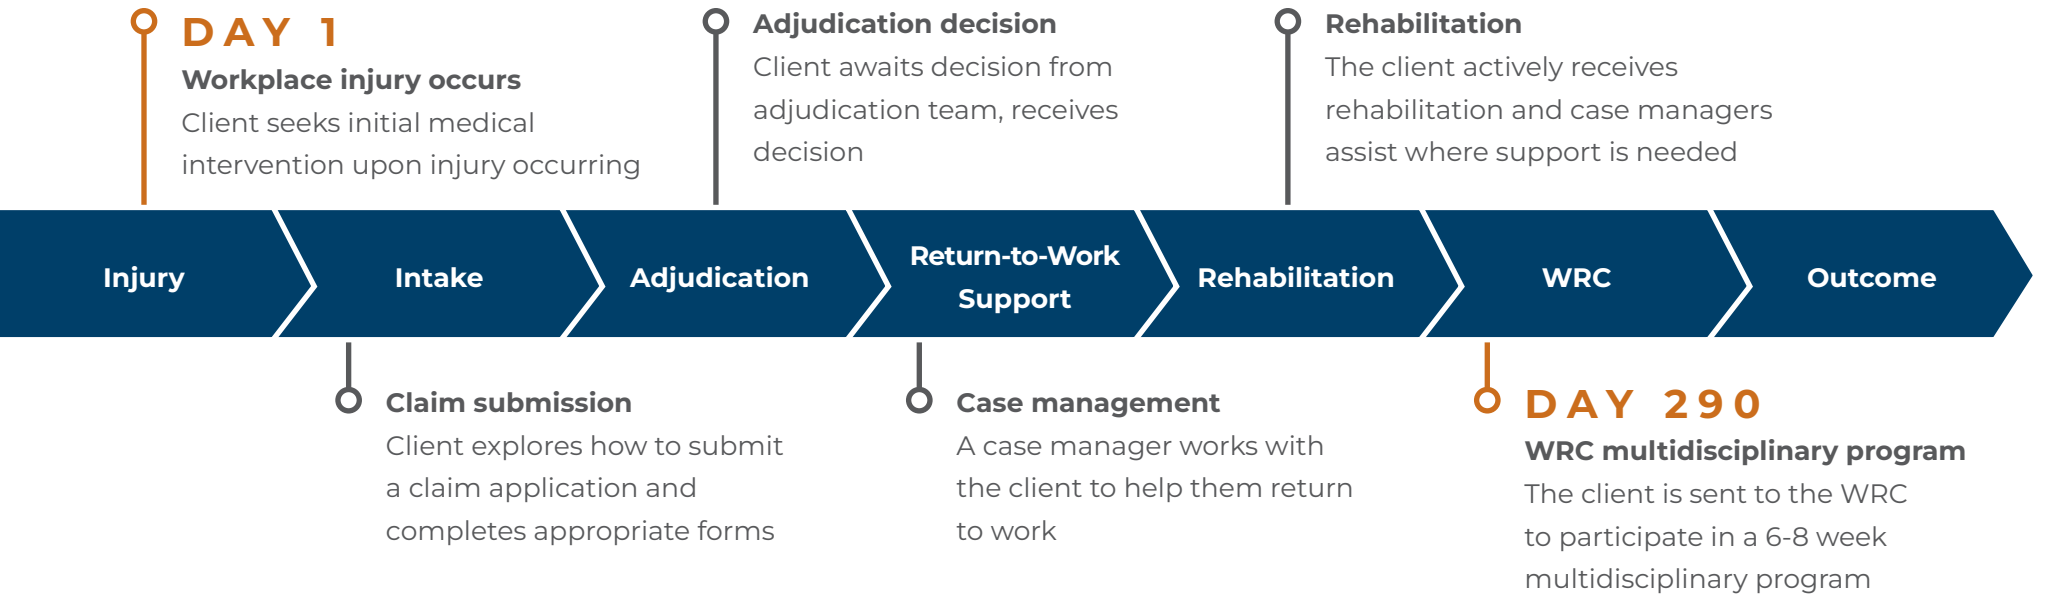 DAY 1
Workplace injury occurs
Client seeks initial medical
intervention upon injury occurring
Adjudication decision
Client awaits decision from
adjudication team, receives
decision
Rehabilitation
The client actively receives
rehabilitation and case managers
assist where support is needed
Injury
Intake
Adjudication
Return-to-Work
Support
Rehabilitation
WRC
Outcome
Claim submission
Client explores how to submit
a claim application and
completes appropriate forms
Case management
A case manager works with
the client to help them return
to work
DAY 290
WRC multidisciplinary program
The client is sent to the WRC
to participate in a 6-8 week
multidisciplinary program